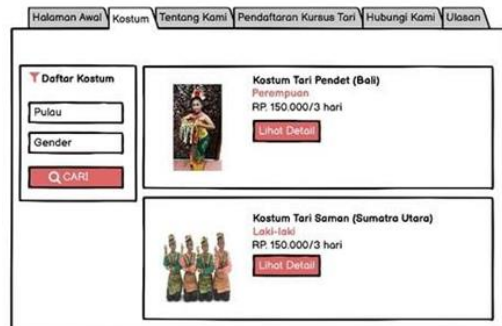 Halaman Awal
Kostum
Tentang Kami
Pendaftaran Kursus Tari
Hubungi Kami
Ulasan
Daftar Kostum
Pulau
Gender
CARI
Kostum Tari Pendet (Bali)
Perempuan
RP. 150.000/3 hari
Lihat Detail
Kostum Tari Saman (Sumatra Utara)
Laki-laki
RP. 150.000/3 hari
Lihat Detail